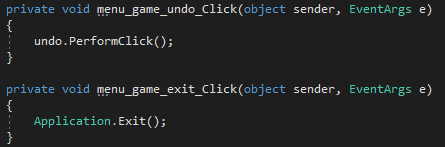 private void menu_game_undo_Click(object sender, EventArgs e)
{
undo.PerformClick();
}
private void menu_game_exit_Click(object sender, EventArgs e)
{
Application.Exit();
}